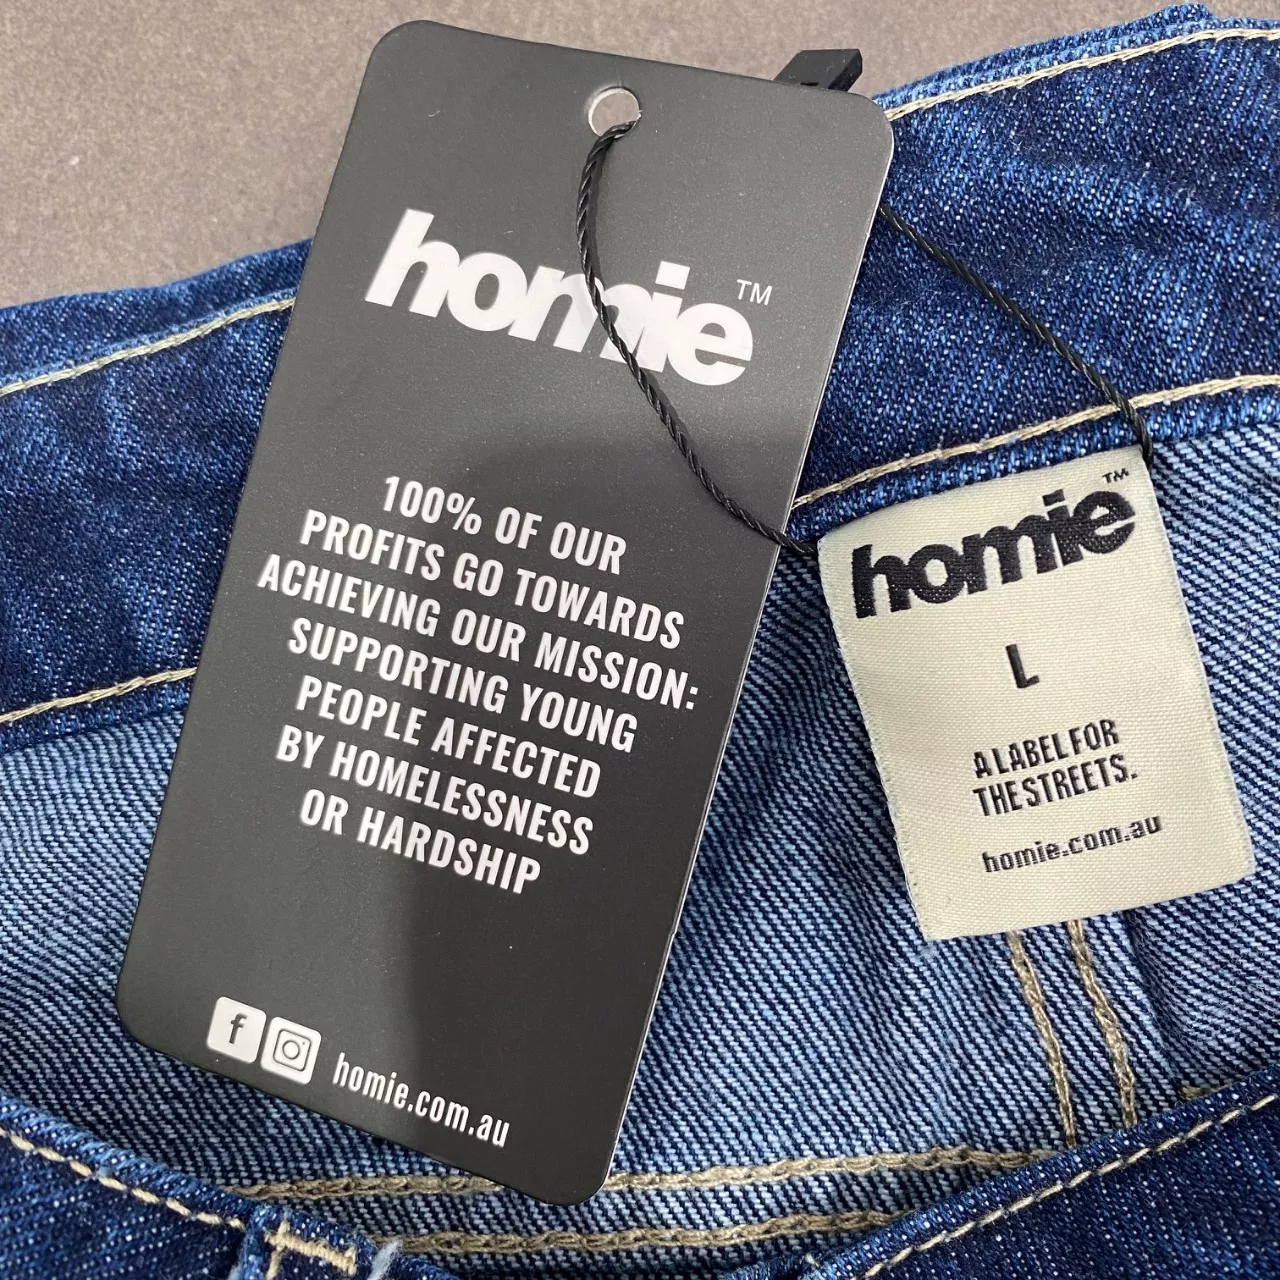 homie™
100% OF OUR
PROFITS GO TOWARDS
ACHIEVING OUR MISSION:
SUPPORTING YOUNG
PEOPLE AFFECTED
BY HOMELESSNESS
OR HARDSHIP
f homie.com.au
homie™
L
A LABEL FOR
THE STREETS.
homie.com.au